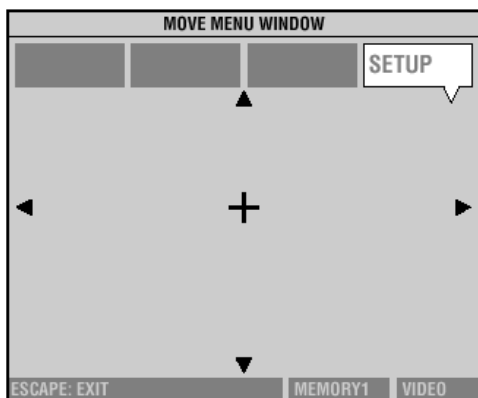 MOVE MENU WINDOW
SETUP
ESCAPE: EXIT MEMORY1 VIDEO